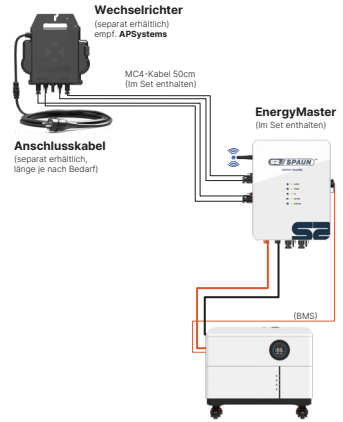 Wechselrichter
(separat erhältlich)
empf. APSystems
MC4-Kabel 50cm
(Im Set enthalten)
EnergyMaster
(Im Set enthalten)
Anschlusskabel
(separat erhältlich,
länge je nach Bedarf)
SPAUN
(BMS)